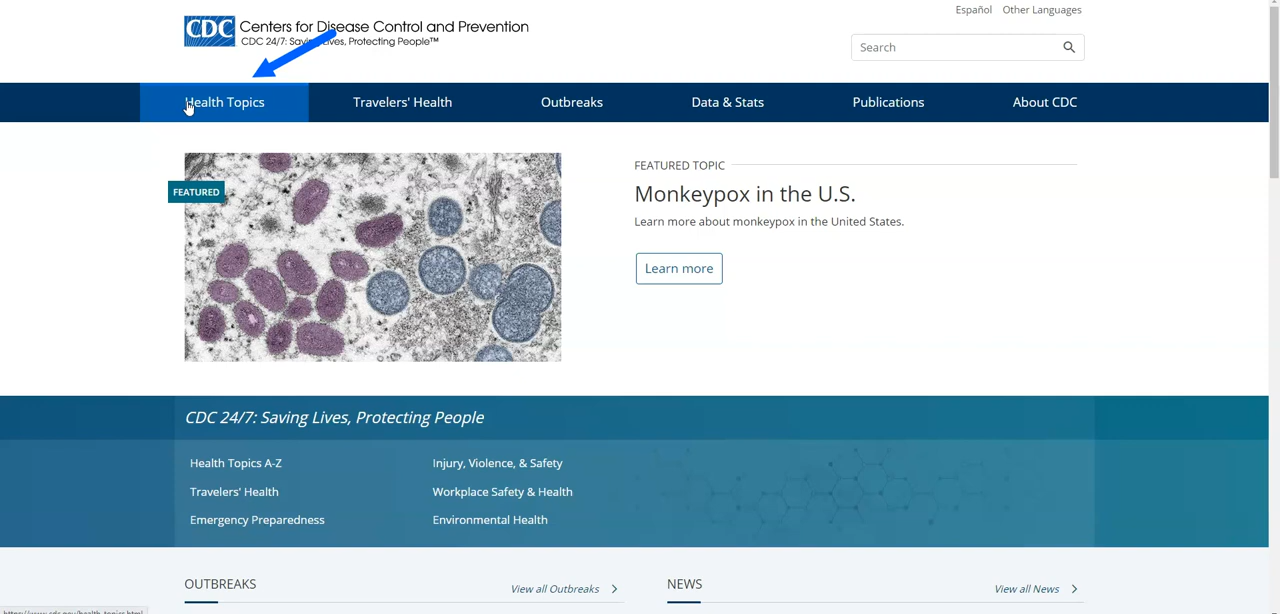 Español Other Languages
CDC Centers for Disease Control and Prevention
CDC 24/7: Saving Lives, Protecting People™
Search
Health Topics Travelers' Health Outbreaks Data & Stats Publications About CDC
FEATURED
FEATURED TOPIC
Monkeypox in the U.S.
Learn more about monkeypox in the United States.
Learn more
CDC 24/7: Saving Lives, Protecting People
Health Topics A-Z Injury, Violence, & Safety
Travelers' Health Workplace Safety & Health
Emergency Preparedness Environmental Health
OUTBREAKS View all Outbreaks NEWS View all News